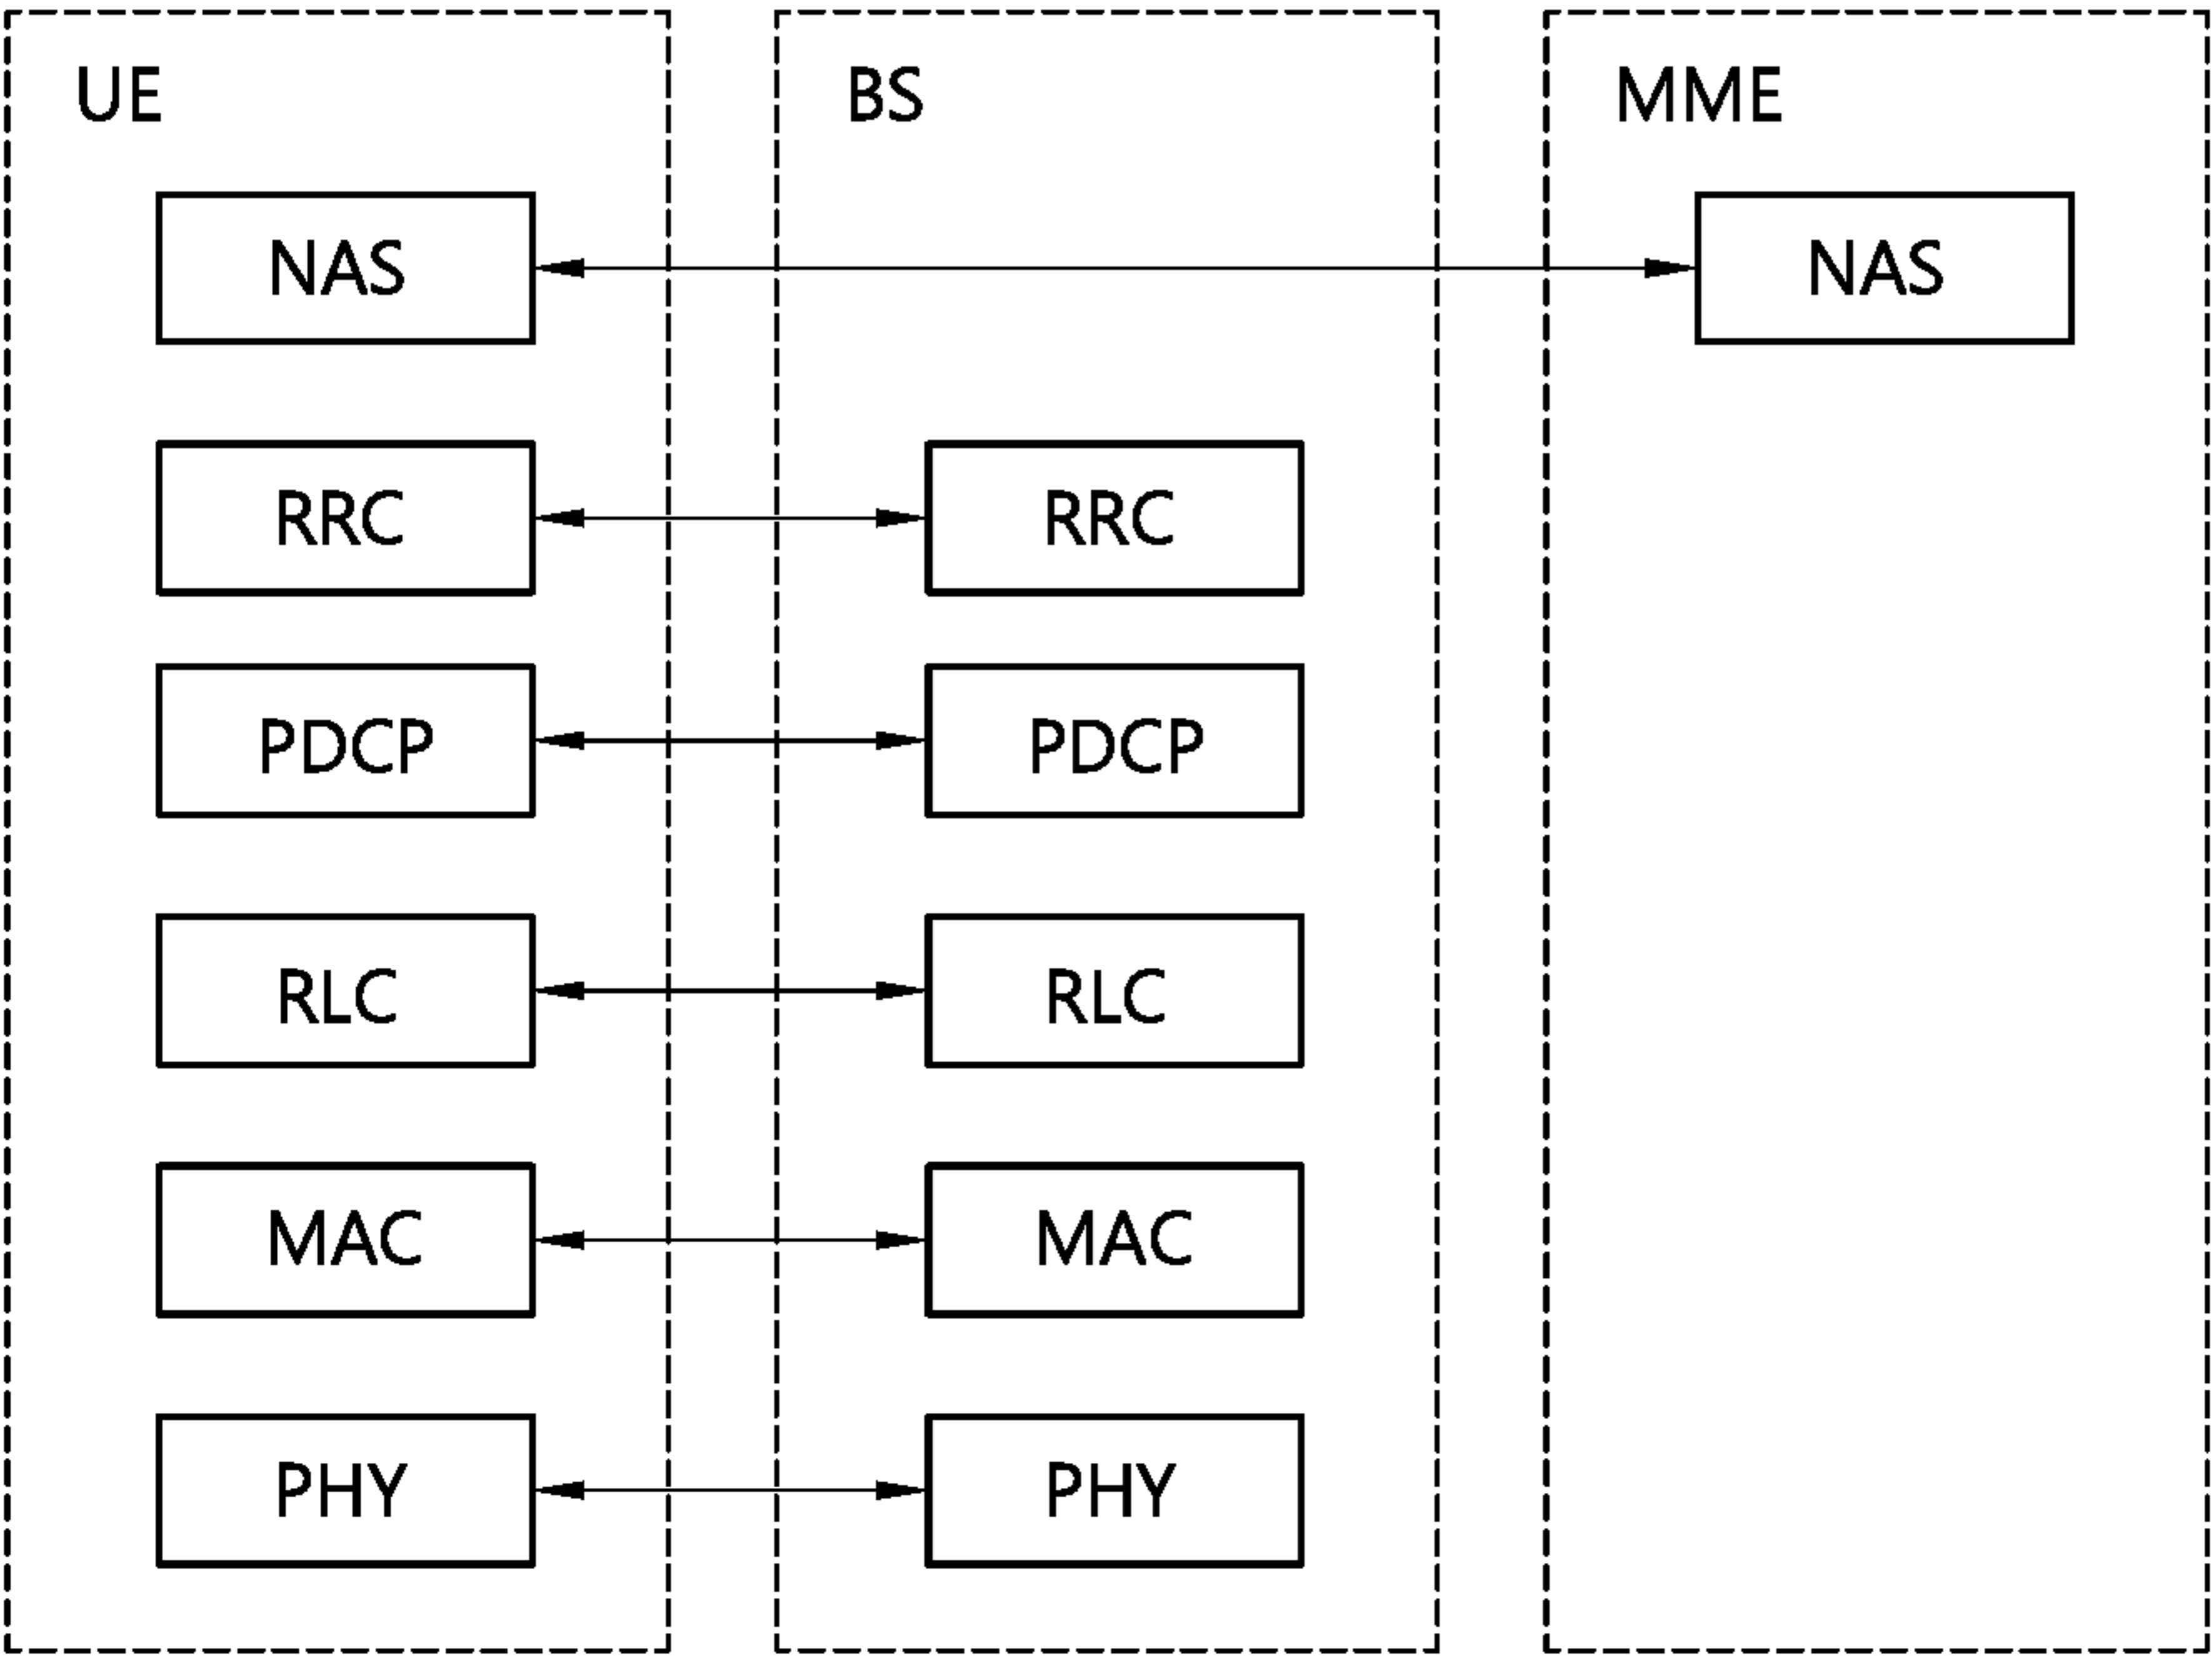 UE BS MME
NAS NAS
RRC RRC
PDCP PDCP
RLC RLC
MAC MAC
PHY PHY